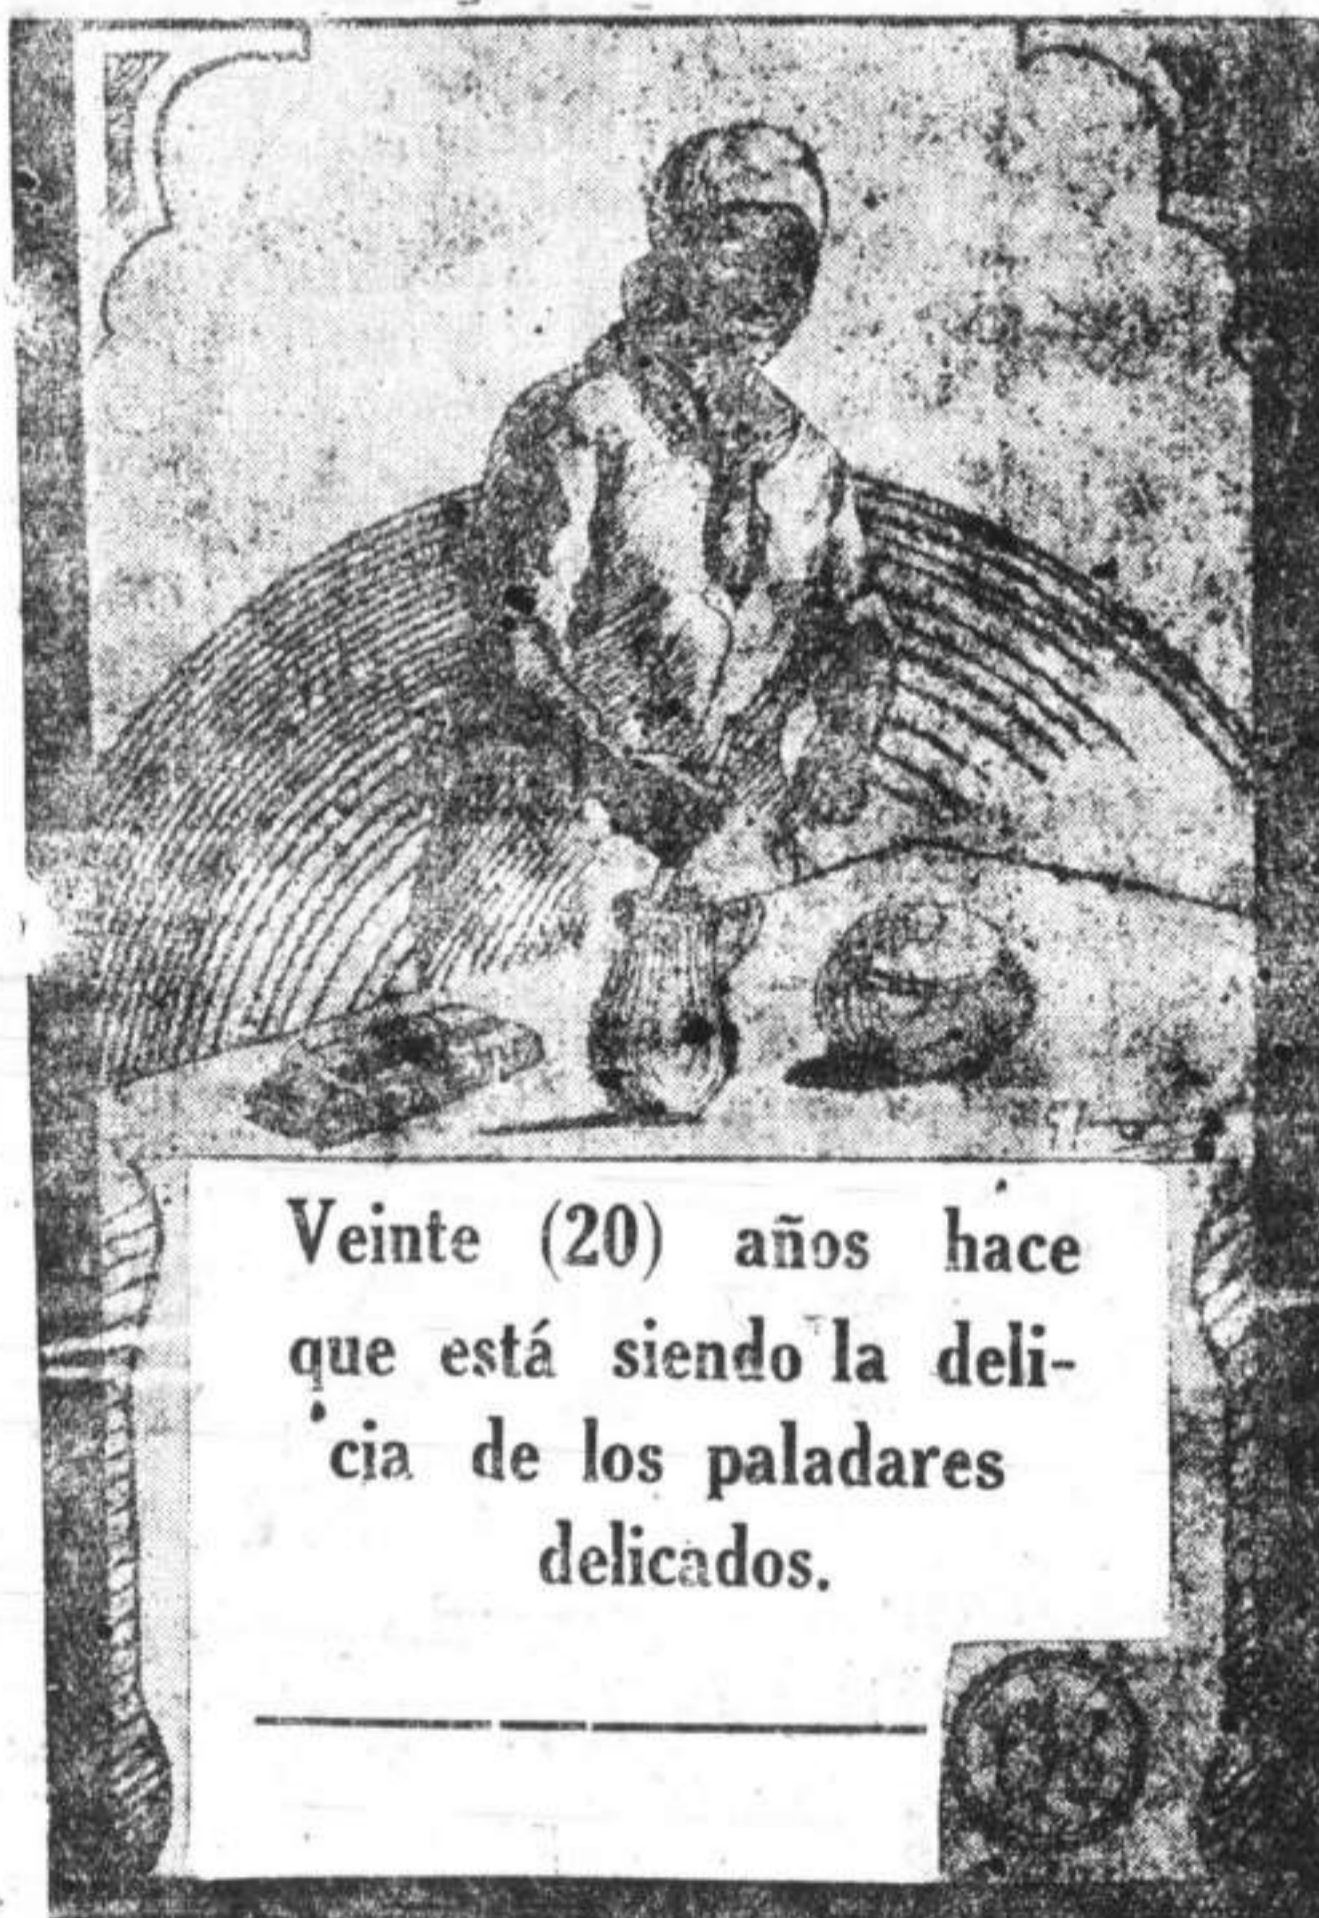 Veinte (20) años hace
que está siendo la deli-
cia de los paladares
delicados.